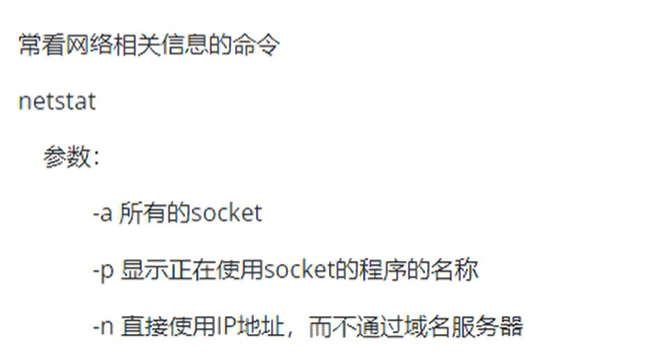 常看网络相关信息的命令
netstat
参数：
-a 所有的socket
-p 显示正在使用socket的程序的名称
-n 直接使用IP地址，而不通过域名服务器